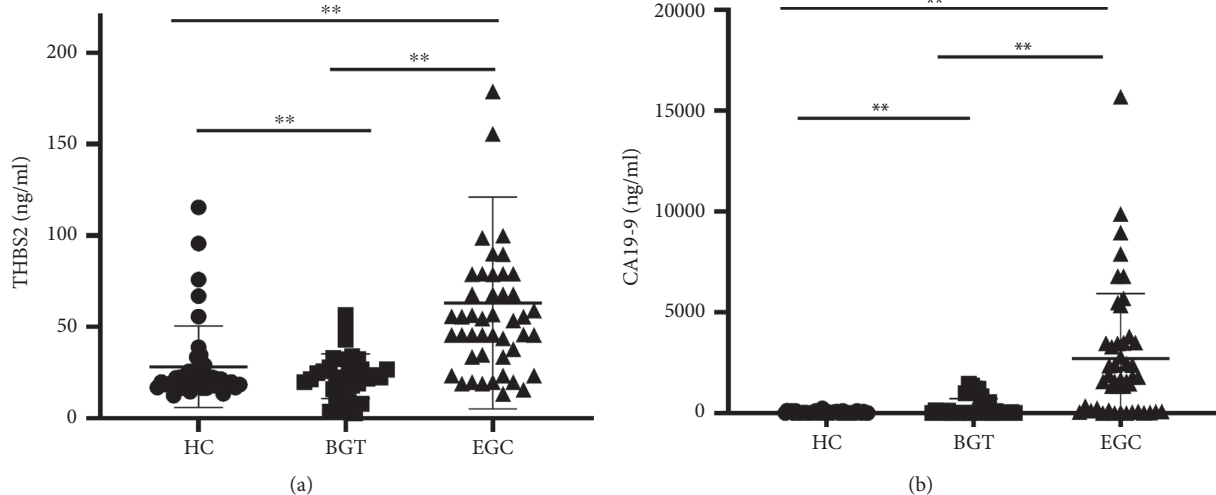 **
**
**
200
150
100
50
0
THBS2 (ng/ml)
HC
BGT
EGC
(a)
**
**
**
20000
15000
10000
5000
0
CA19-9 (ng/ml)
HC
BGT
EGC
(b)